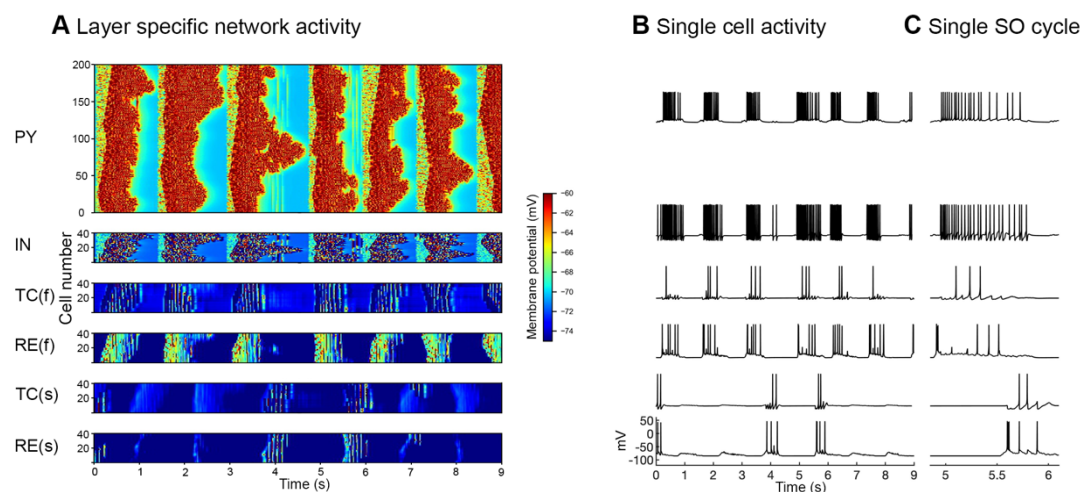 A Layer specific network activity
B Single cell activity
C Single SO cycle
PY
200
150
100
50
0
IN
40
20
TC(f)
40
20
RE(f)
40
20
TC(s)
40
20
RE(s)
40
20
Cell number
0 1 2 3 4 5 6 7 8 9
Time (s)
Membrane potential (mV)
−60
−62
−64
−66
−68
−70
−72
−74
mV
50
0
-50
-100
0 1 2 3 4 5 6 7 8 9
Time (s)
5 5.5 6